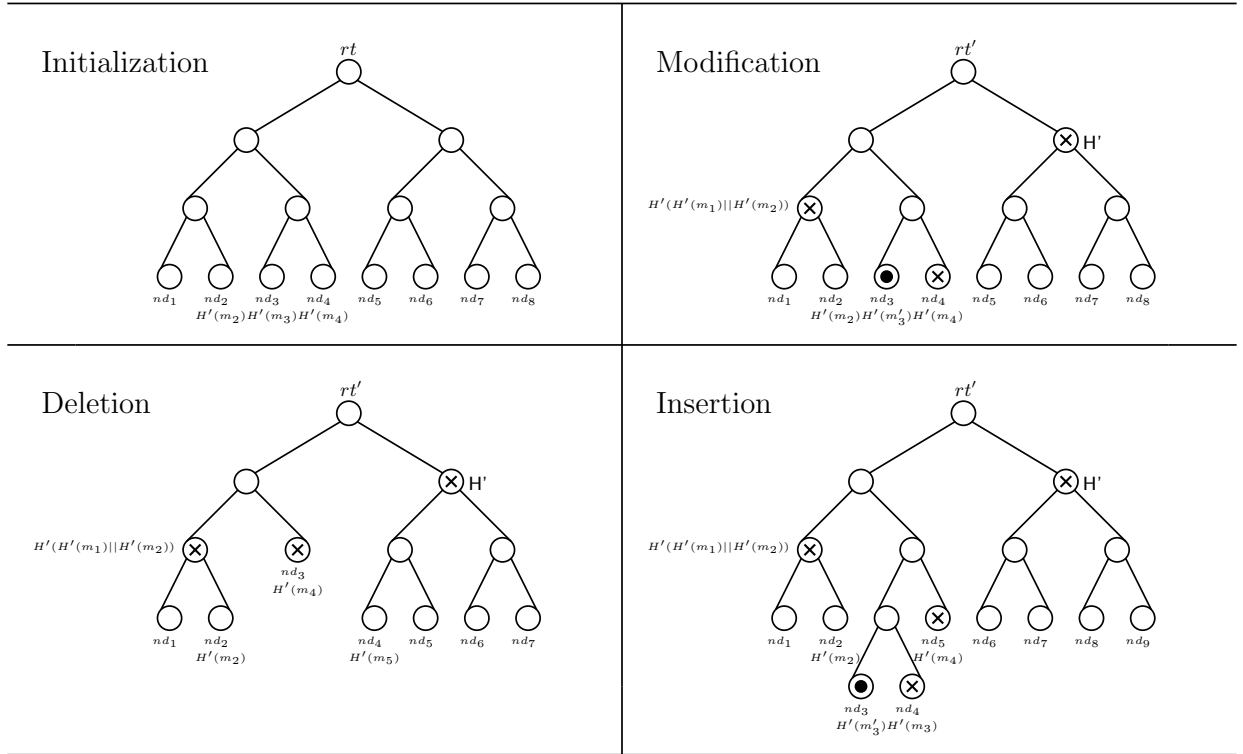 Initialization
rt
nd₁ nd₂ nd₃ nd₄ nd₅ nd₆ nd₇ nd₈
H′(m₂) H′(m₃) H′(m₄)
Modification
rt′
H'
H′(H′(m₁)||H′(m₂))
nd₁ nd₂ nd₃ nd₄ nd₅ nd₆ nd₇ nd₈
H′(m₂) H′(m′₃) H′(m₄)
Deletion
rt′
H'
H′(H′(m₁)||H′(m₂))
nd₃
H′(m₄)
nd₁ nd₂ nd₄ nd₅ nd₆ nd₇
H′(m₂) H′(m₅)
Insertion
rt′
H'
H′(H′(m₁)||H′(m₂))
nd₁ nd₂ nd₅ nd₆ nd₇ nd₈ nd₉
H′(m₂) H′(m₄)
nd₃ nd₄
H′(m′₃) H′(m₃)